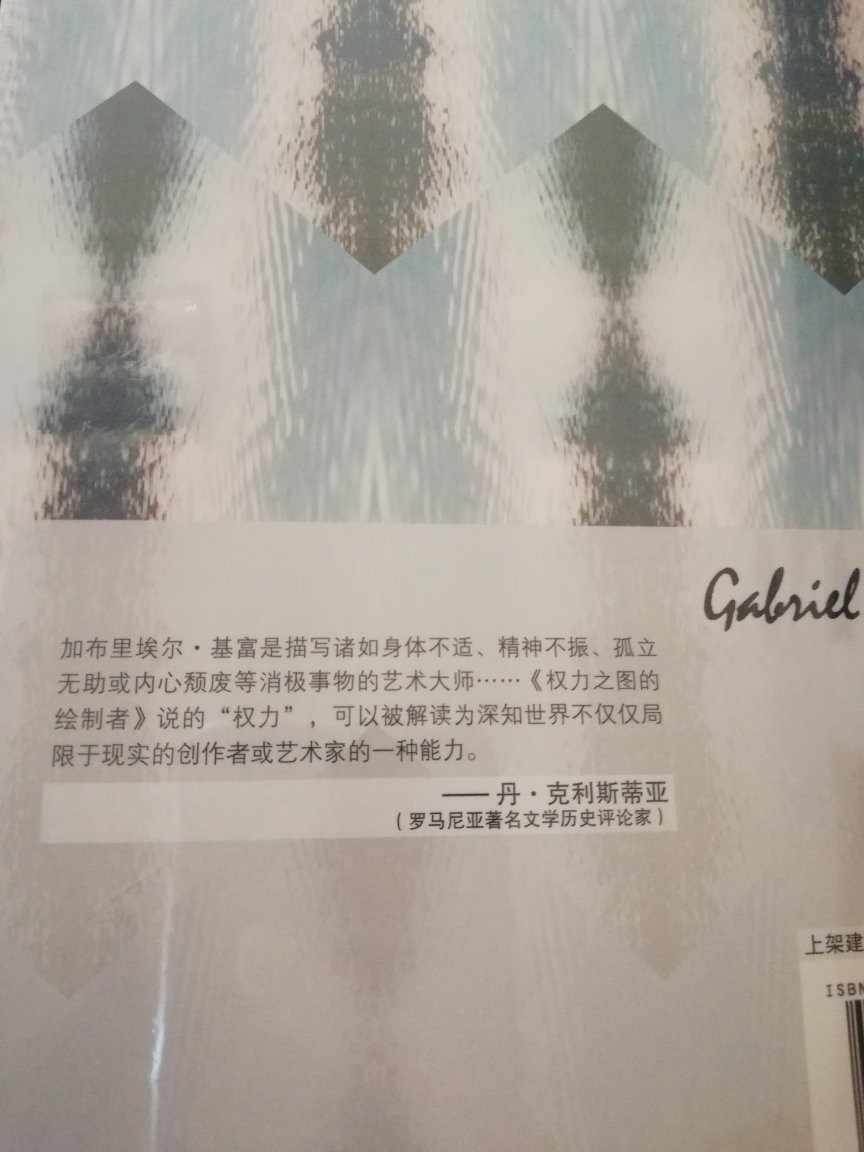 Gabriel
加布里埃尔·基富是描写诸如身体不适、精神不振、孤立
无助或内心颓废等消极事物的艺术大师……《权力之图的
绘制者》说的“权力”，可以被解读为深知世界不仅仅局
限于现实的创作者或艺术家的一种能力。
—— 丹·克利斯蒂亚
（罗马尼亚著名文学历史评论家）
上架建
ISBN